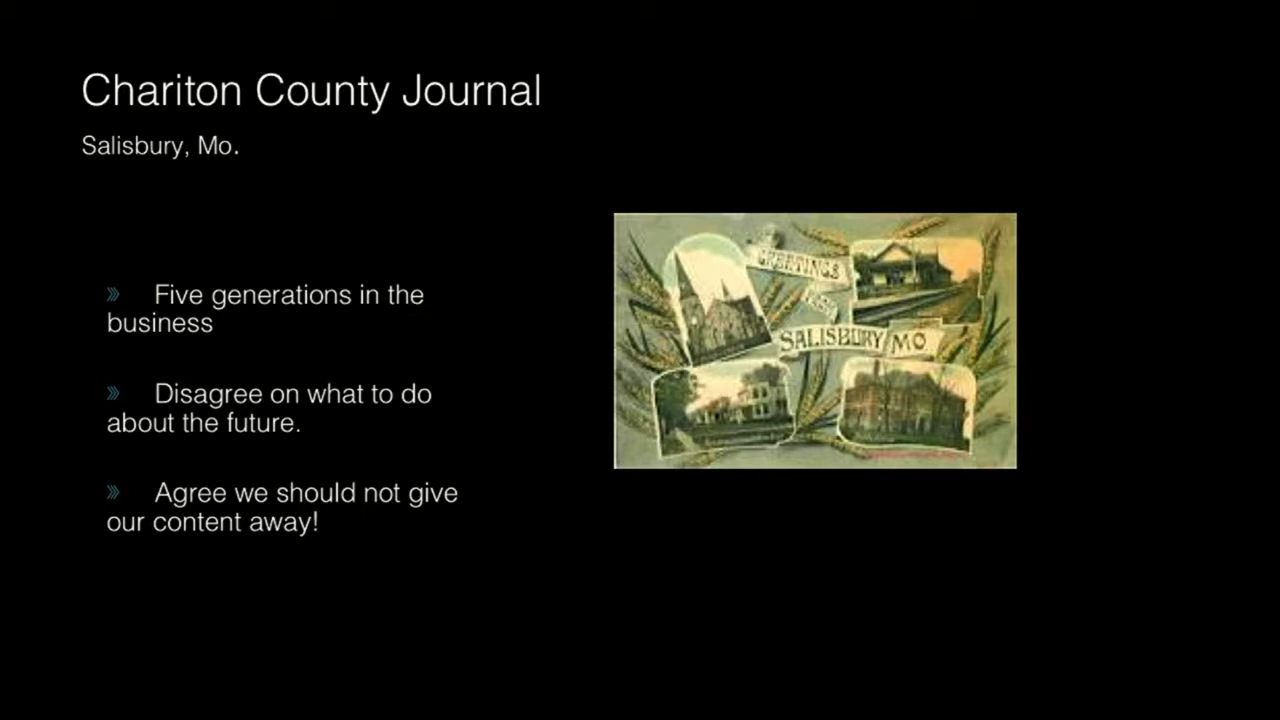 Chariton County Journal
Salisbury, Mo.
» Five generations in the
business
» Disagree on what to do
about the future.
» Agree we should not give
our content away!
GREETINGS
SALISBURY MO